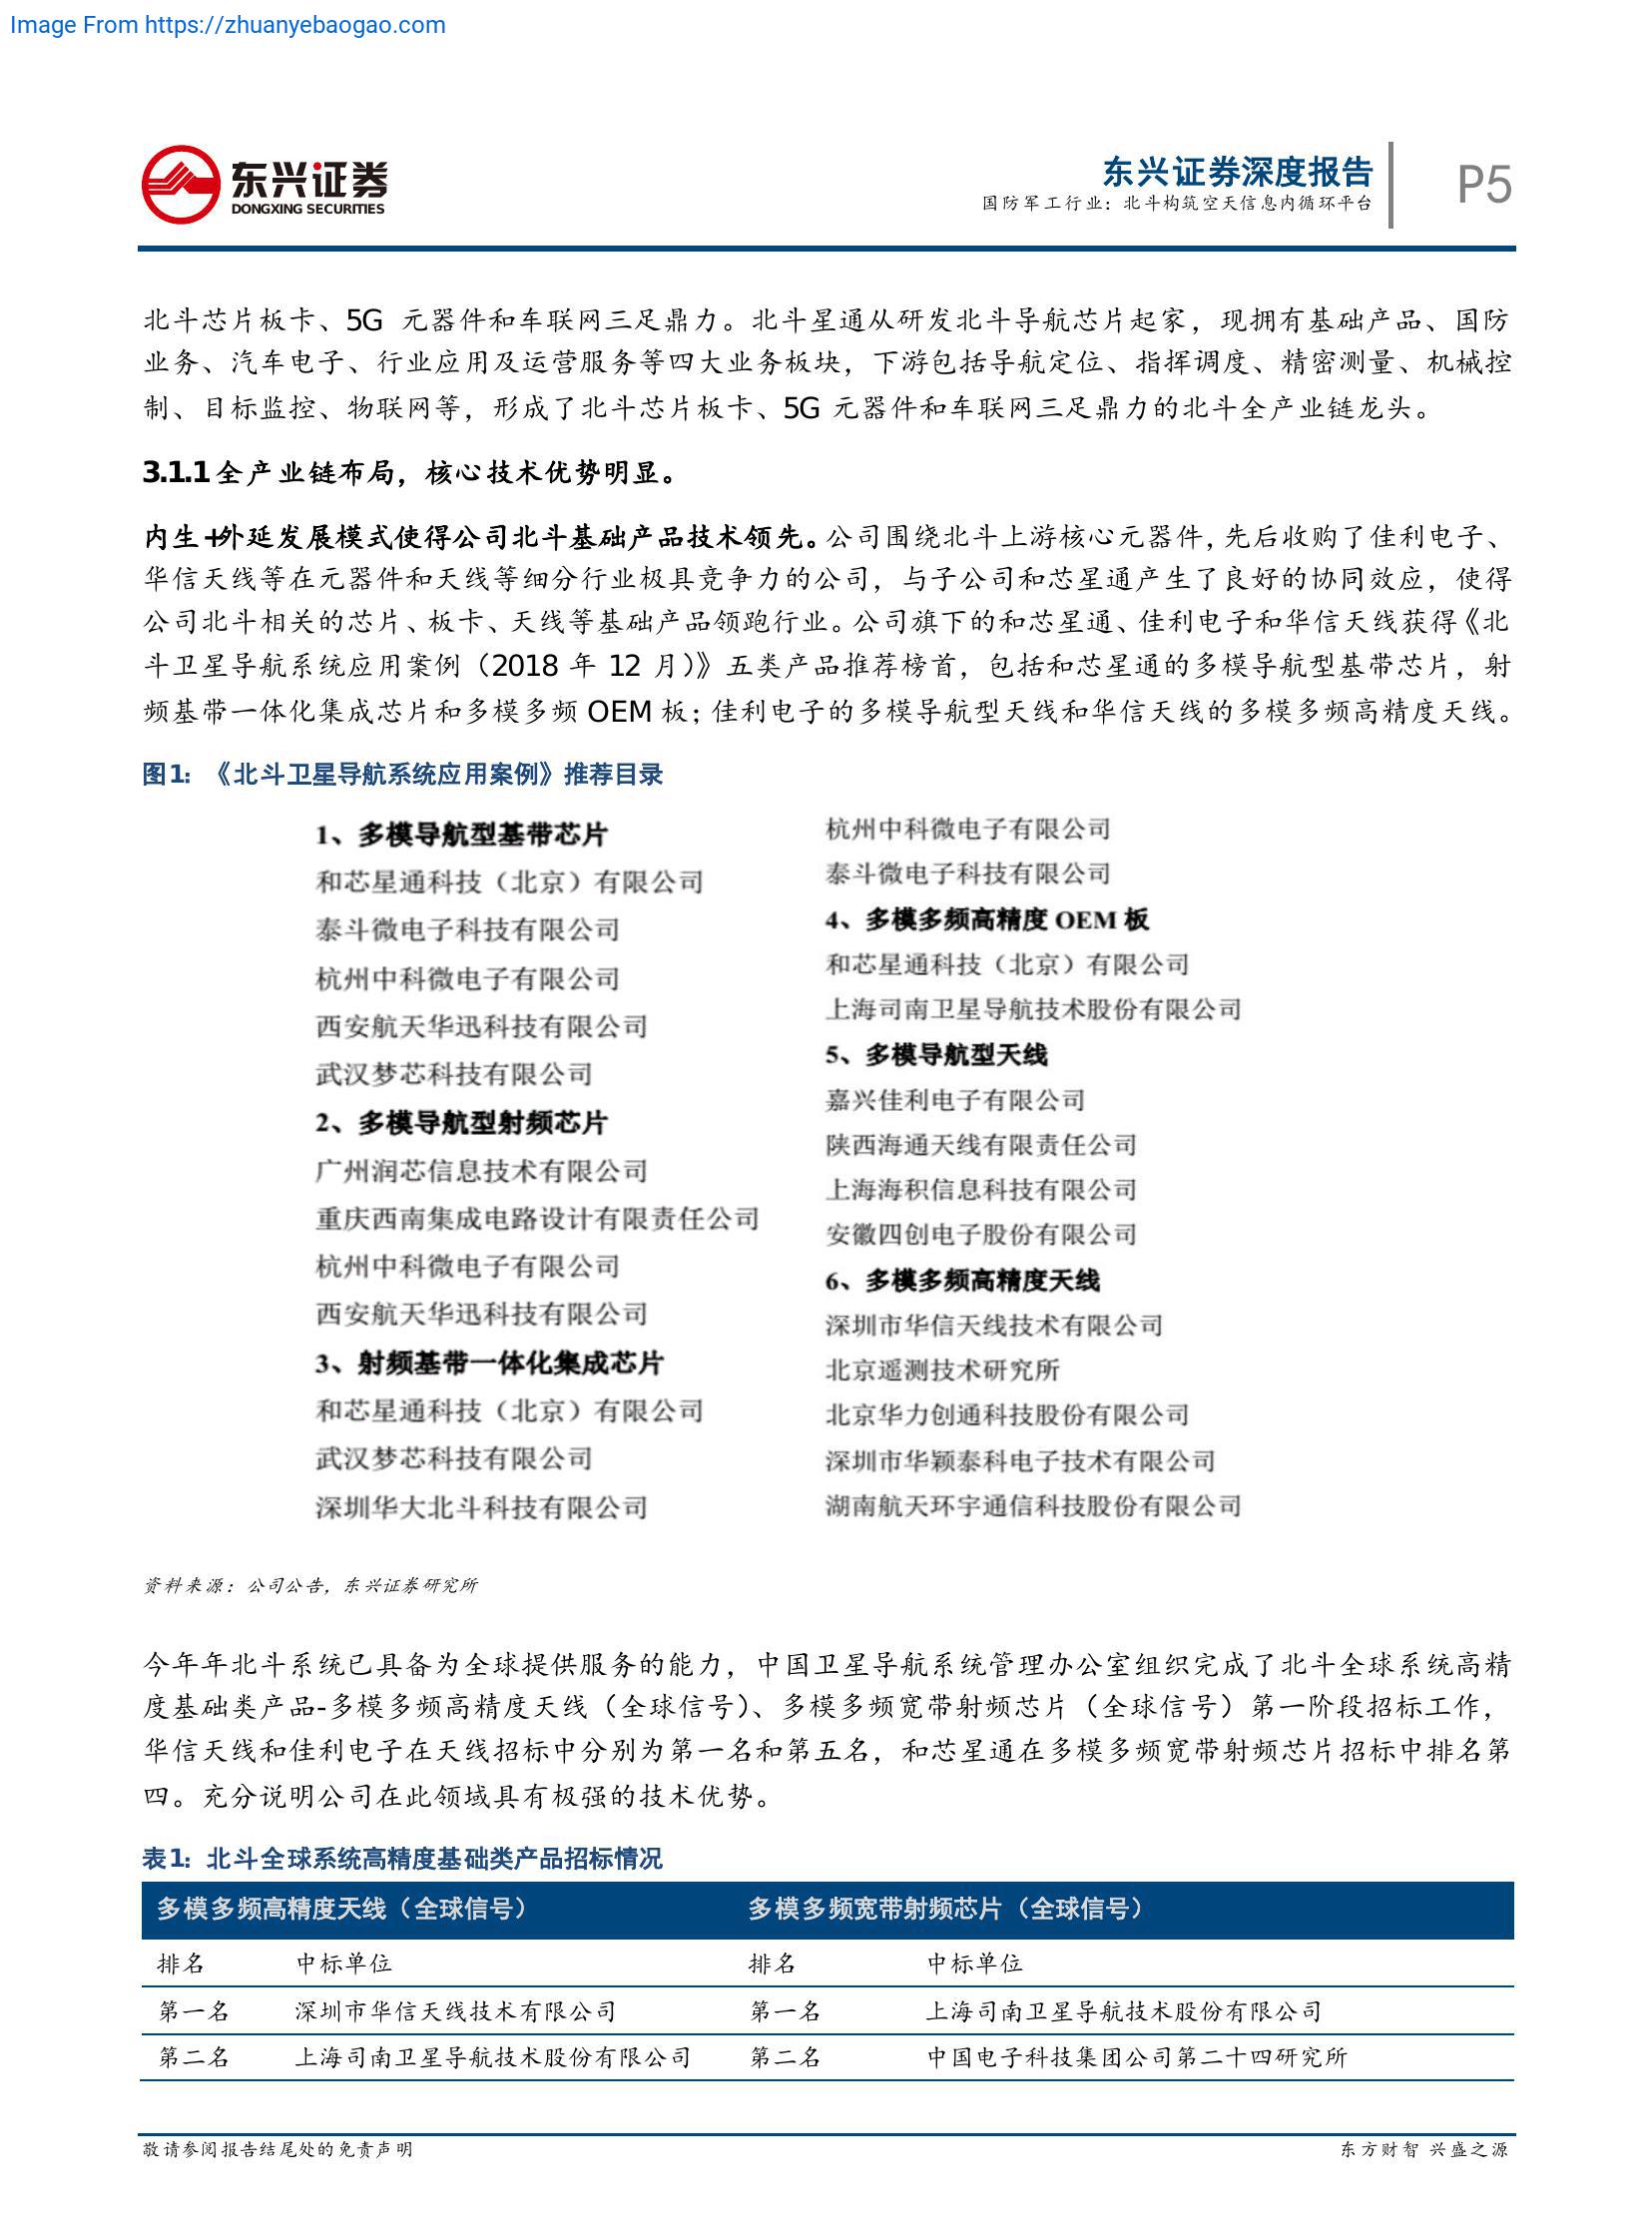 Image From https://zhuanyebaogao.com
东兴证券
DONGXING SECURITIES
东兴证券深度报告
国防军工行业：北斗构筑空天信息内循环平台
P5
北斗芯片板卡、5G 元器件和车联网三足鼎力。北斗星通从研发北斗导航芯片起家，现拥有基础产品、国防
业务、汽车电子、行业应用及运营服务等四大业务板块，下游包括导航定位、指挥调度、精密测量、机械控
制、目标监控、物联网等，形成了北斗芯片板卡、5G 元器件和车联网三足鼎力的北斗全产业链龙头。
3.1.1 全产业链布局，核心技术优势明显。
内生+外延发展模式使得公司北斗基础产品技术领先。公司围绕北斗上游核心元器件，先后收购了佳利电子、
华信天线等在元器件和天线等细分行业极具竞争力的公司，与子公司和芯星通产生了良好的协同效应，使得
公司北斗相关的芯片、板卡、天线等基础产品领跑行业。公司旗下的和芯星通、佳利电子和华信天线获得《北
斗卫星导航系统应用案例（2018 年 12 月）》五类产品推荐榜首，包括和芯星通的多模导航型基带芯片，射
频基带一体化集成芯片和多模多频 OEM 板；佳利电子的多模导航型天线和华信天线的多模多频高精度天线。
图1：《北斗卫星导航系统应用案例》推荐目录
1、多模导航型基带芯片
和芯星通科技（北京）有限公司
泰斗微电子科技有限公司
杭州中科微电子有限公司
西安航天华迅科技有限公司
武汉梦芯科技有限公司
2、多模导航型射频芯片
广州润芯信息技术有限公司
重庆西南集成电路设计有限责任公司
杭州中科微电子有限公司
西安航天华迅科技有限公司
3、射频基带一体化集成芯片
和芯星通科技（北京）有限公司
武汉梦芯科技有限公司
深圳华大北斗科技有限公司
杭州中科微电子有限公司
泰斗微电子科技有限公司
4、多模多频高精度 OEM 板
和芯星通科技（北京）有限公司
上海司南卫星导航技术股份有限公司
5、多模导航型天线
嘉兴佳利电子有限公司
陕西海通天线有限责任公司
上海海积信息科技有限公司
安徽四创电子股份有限公司
6、多模多频高精度天线
深圳市华信天线技术有限公司
北京遥测技术研究所
北京华力创通科技股份有限公司
深圳市华颖泰科电子技术有限公司
湖南航天环宇通信科技股份有限公司
资料来源：公司公告，东兴证券研究所
今年年北斗系统已具备为全球提供服务的能力，中国卫星导航系统管理办公室组织完成了北斗全球系统高精
度基础类产品-多模多频高精度天线（全球信号）、多模多频宽带射频芯片（全球信号）第一阶段招标工作，
华信天线和佳利电子在天线招标中分别为第一名和第五名，和芯星通在多模多频宽带射频芯片招标中排名第
四。充分说明公司在此领域具有极强的技术优势。
表1：北斗全球系统高精度基础类产品招标情况
多模多频高精度天线（全球信号） 多模多频宽带射频芯片（全球信号）
排名 中标单位 排名 中标单位
第一名 深圳市华信天线技术有限公司 第一名 上海司南卫星导航技术股份有限公司
第二名 上海司南卫星导航技术股份有限公司 第二名 中国电子科技集团公司第二十四研究所
敬请参阅报告结尾处的免责声明 东方财智 兴盛之源